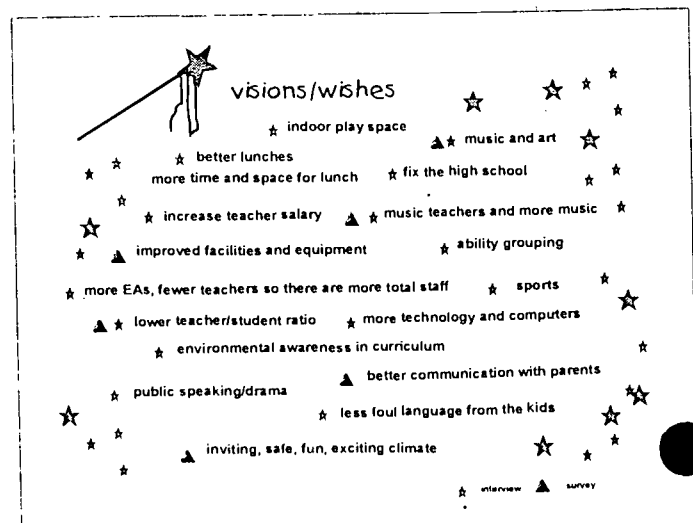 visions/wishes
indoor play space
music and art
better lunches
more time and space for lunch
fix the high school
increase teacher salary
music teachers and more music
improved facilities and equipment
ability grouping
more EAs, fewer teachers so there are more total staff
sports
lower teacher/student ratio
more technology and computers
environmental awareness in curriculum
better communication with parents
public speaking/drama
less foul language from the kids
inviting, safe, fun, exciting climate
interview
survey